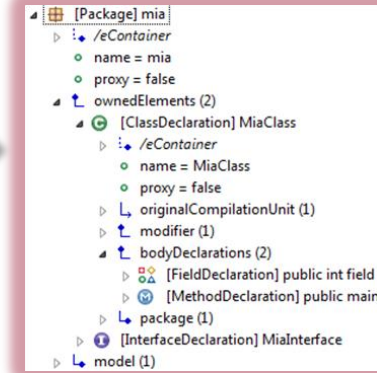 [Package] mia
/eContainer
name = mia
proxy = false
ownedElements (2)
[ClassDeclaration] MiaClass
/eContainer
name = MiaClass
proxy = false
originalCompilationUnit (1)
modifier (1)
bodyDeclarations (2)
[FieldDeclaration] public int field
[MethodDeclaration] public main
package (1)
[InterfaceDeclaration] MiaInterface
model (1)